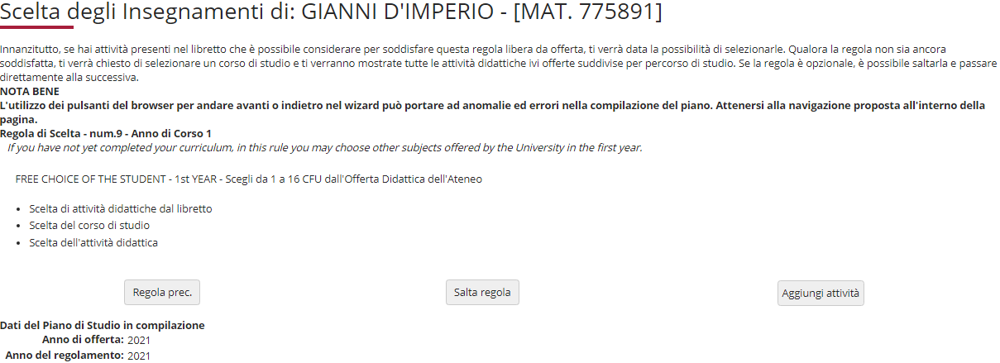 Scelta degli Insegnamenti di: GIANNI D'IMPERIO - [MAT. 775891]
Innanzitutto, se hai attività presenti nel libretto che è possibile considerare per soddisfare questa regola libera da offerta, ti verrà data la possibilità di selezionarle. Qualora la regola non sia ancora
soddisfatta, ti verrà chiesto di selezionare un corso di studio e ti verranno mostrate tutte le attività didattiche ivi offerte suddivise per percorso di studio. Se la regola è opzionale, è possibile saltarla e passare
direttamente alla successiva.
NOTA BENE
L'utilizzo dei pulsanti del browser per andare avanti o indietro nel wizard può portare ad anomalie ed errori nella compilazione del piano. Attenersi alla navigazione proposta all'interno della
pagina.
Regola di Scelta - num.9 - Anno di Corso 1
If you have not yet completed your curriculum, in this rule you may choose other subjects offered by the University in the first year.
FREE CHOICE OF THE STUDENT - 1st YEAR - Scegli da 1 a 16 CFU dall'Offerta Didattica dell'Ateneo
• Scelta di attività didattiche dal libretto
• Scelta del corso di studio
• Scelta dell'attività didattica
Regola prec. Salta regola Aggiungi attività
Dati del Piano di Studio in compilazione
Anno di offerta: 2021
Anno del regolamento: 2021